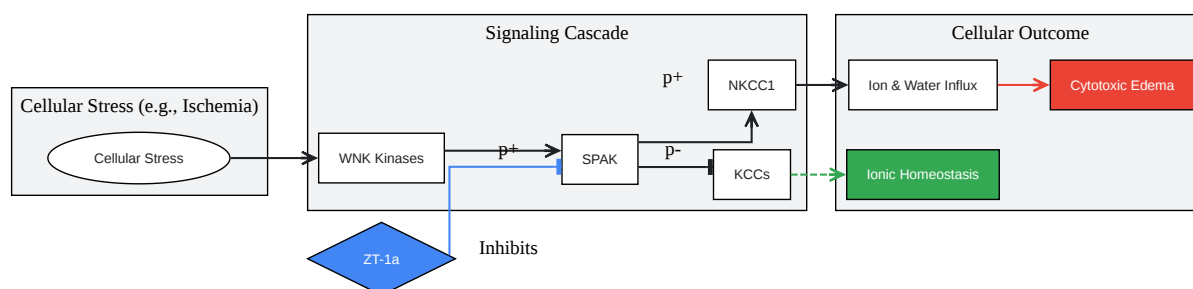 Signaling Cascade
Cellular Outcome
Cellular Stress (e.g., Ischemia)
Cellular Stress
WNK Kinases
p+
SPAK
p+
NKCC1
p-
KCCs
Ion & Water Influx
Cytotoxic Edema
Ionic Homeostasis
ZT-1a
Inhibits